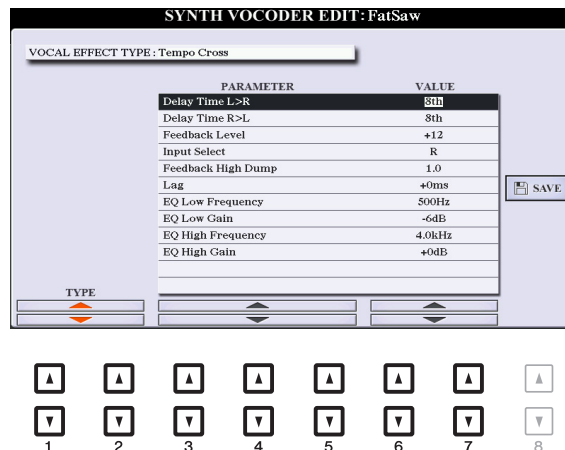 SYNTH VOCODER EDIT: FatSaw
VOCAL EFFECT TYPE : Tempo Cross
PARAMETER VALUE
Delay Time L>R 8th
Delay Time R>L 8th
Feedback Level +12
Input Select R
Feedback High Dump 1.0
Lag +0ms
EQ Low Frequency 500Hz
EQ Low Gain -6dB
EQ High Frequency 4.0kHz
EQ High Gain +0dB
SAVE
TYPE
1 2 3 4 5 6 7 8